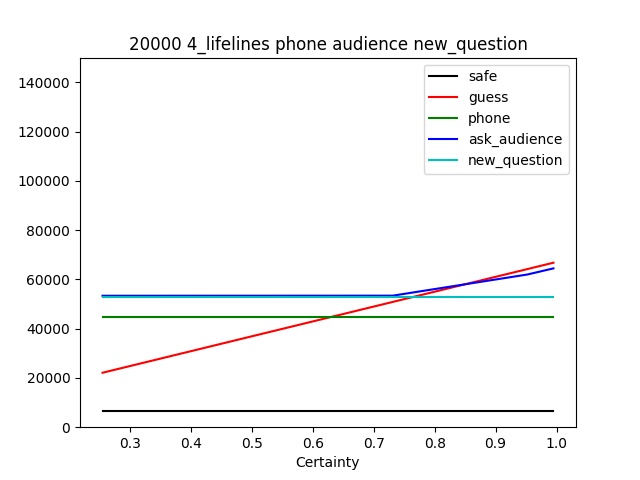 20000 4_lifelines phone audience new_question
140000
120000
100000
80000
60000
40000
20000
0
safe
guess
phone
ask_audience
new_question
0.3 0.4 0.5 0.6 0.7 0.8 0.9 1.0
Certainty